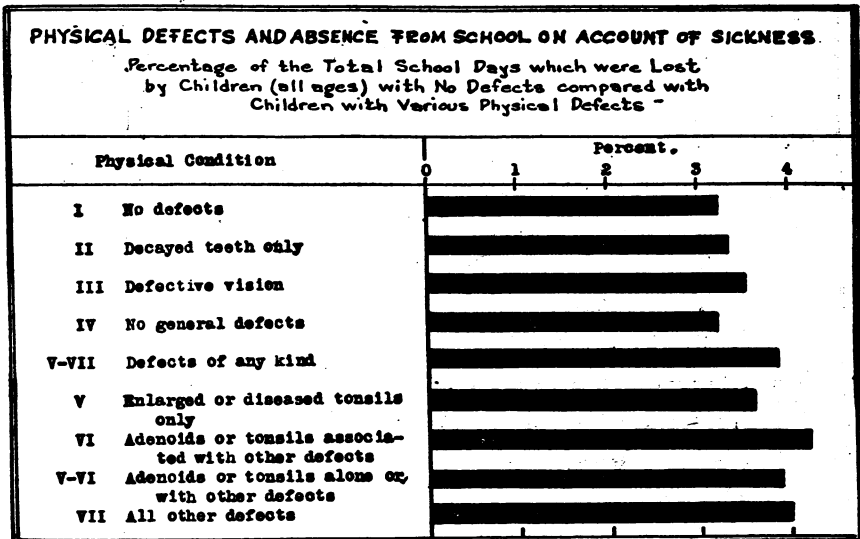 PHYSICAL DEFECTS AND ABSENCE FROM SCHOOL ON ACCOUNT OF SICKNESS
Percentage of the Total School Days which were Lost
by Children (all ages) with No Defects compared with
Children with Various Physical Defects -
Physical Condition
Percent.
0 1 2 3 4
I No defects
II Decayed teeth only
III Defective vision
IV No general defects
V-VII Defects of any kind
V Enlarged or diseased tonsils
only
VI Adenoids or tonsils associa-
ted with other defects
V-VI Adenoids or tonsils alone or,
with other defects
VII All other defects